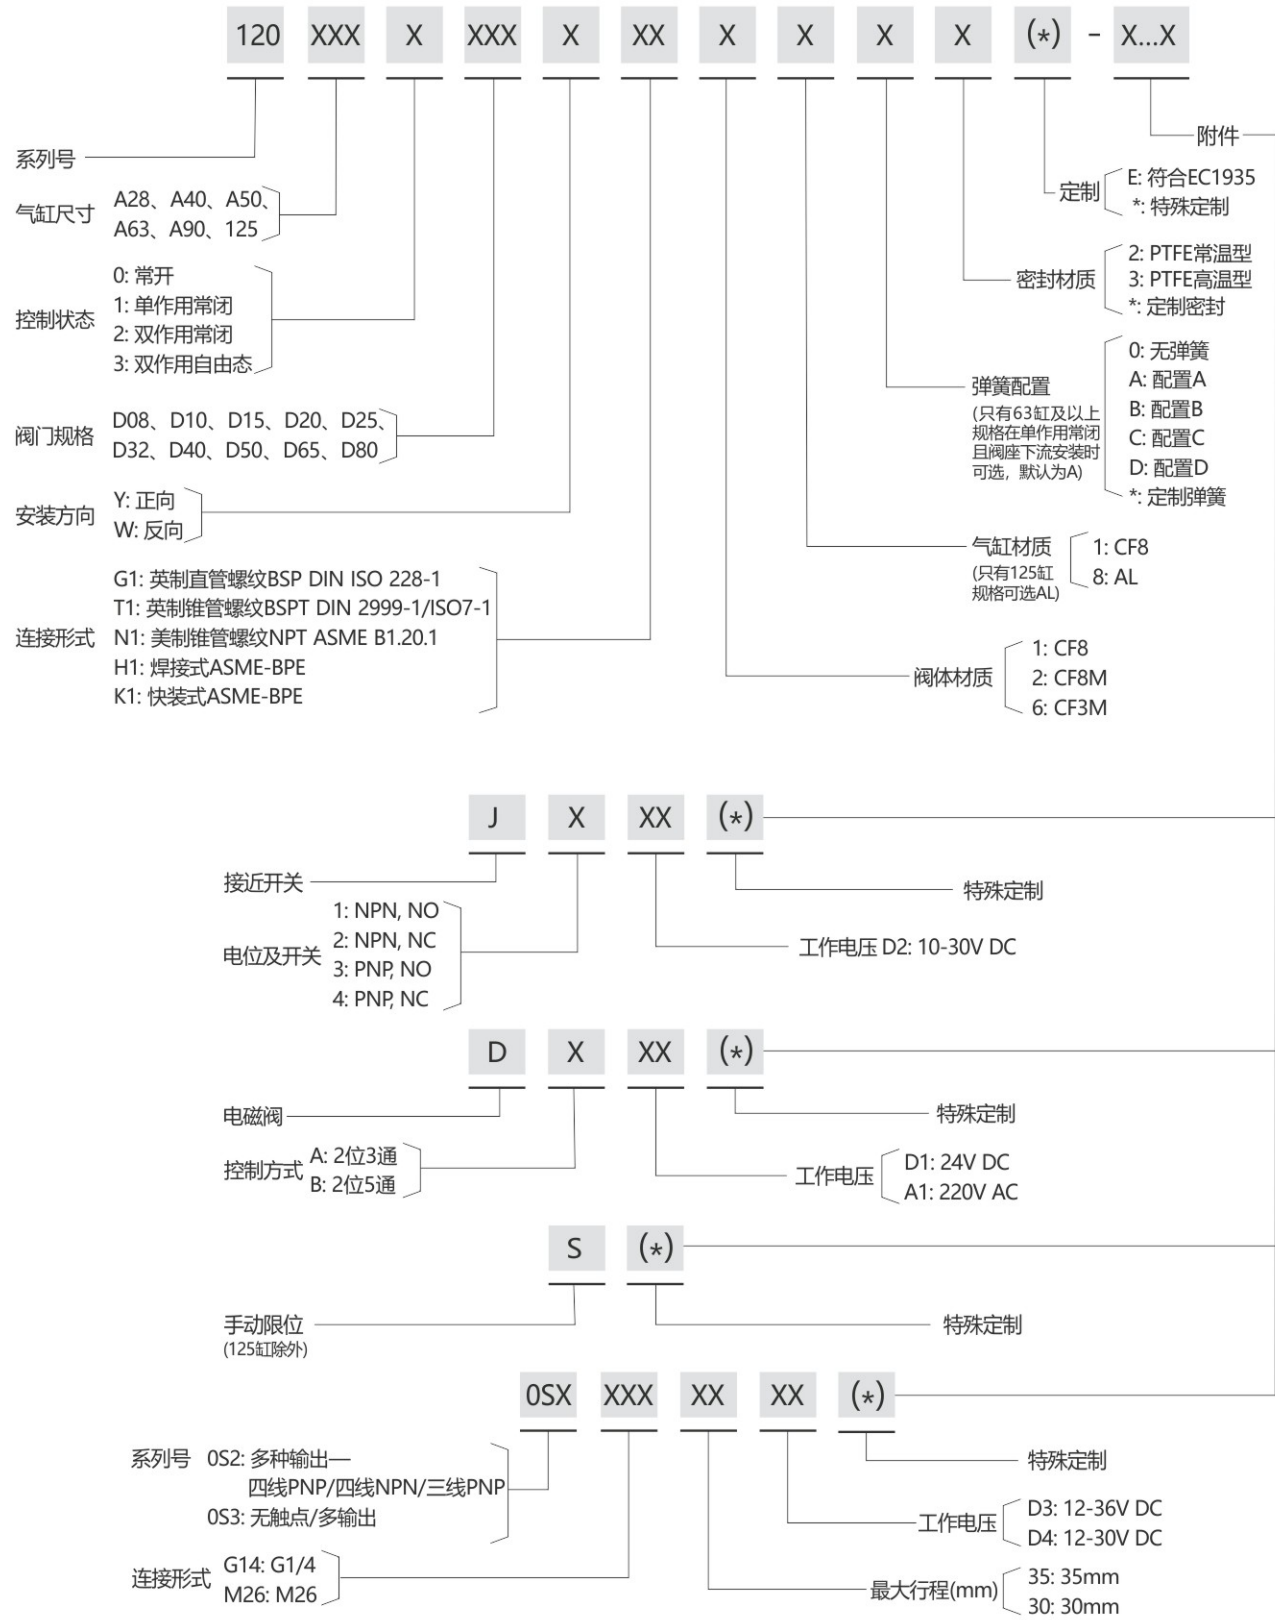 120 XXX X XXX X XX X X X X (*) - X...X
附件
系列号
定制
E: 符合EC1935
*: 特殊定制
气缸尺寸
A28、A40、A50、
A63、A90、125
密封材质
2: PTFE常温型
3: PTFE高温型
*: 定制密封
控制状态
0: 常开
1: 单作用常闭
2: 双作用常闭
3: 双作用自由态
弹簧配置
(只有63缸及以上
规格在单作用常闭
且阀座下流安装时
可选，默认为A)
0: 无弹簧
A: 配置A
B: 配置B
C: 配置C
D: 配置D
*: 定制弹簧
阀门规格
D08、D10、D15、D20、D25、
D32、D40、D50、D65、D80
安装方向
Y: 正向
W: 反向
气缸材质
(只有125缸
规格可选AL)
1: CF8
8: AL
连接形式
G1: 英制直管螺纹BSP DIN ISO 228-1
T1: 英制锥管螺纹BSPT DIN 2999-1/ISO7-1
N1: 美制锥管螺纹NPT ASME B1.20.1
H1: 焊接式ASME-BPE
K1: 快装式ASME-BPE
阀体材质
1: CF8
2: CF8M
6: CF3M
J X XX (*)
接近开关
特殊定制
电位及开关
1: NPN, NO
2: NPN, NC
3: PNP, NO
4: PNP, NC
工作电压 D2: 10-30V DC
D X XX (*)
电磁阀
特殊定制
控制方式
A: 2位3通
B: 2位5通
工作电压
D1: 24V DC
A1: 220V AC
S (*)
手动限位
(125缸除外)
特殊定制
0SX XXX XX XX (*)
系列号
0S2: 多种输出—
四线PNP/四线NPN/三线PNP
0S3: 无触点/多输出
特殊定制
工作电压
D3: 12-36V DC
D4: 12-30V DC
连接形式
G14: G1/4
M26: M26
最大行程(mm)
35: 35mm
30: 30mm